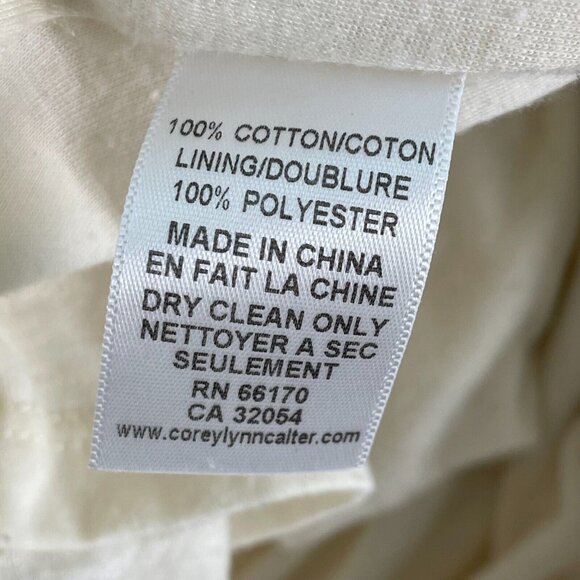 100% COTTON/COTON
LINING/DOUBLURE
100% POLYESTER
MADE IN CHINA
EN FAIT LA CHINE
DRY CLEAN ONLY
NETTOYER A SEC
SEULEMENT
RN 66170
CA 32054
www.coreylynncalter.com